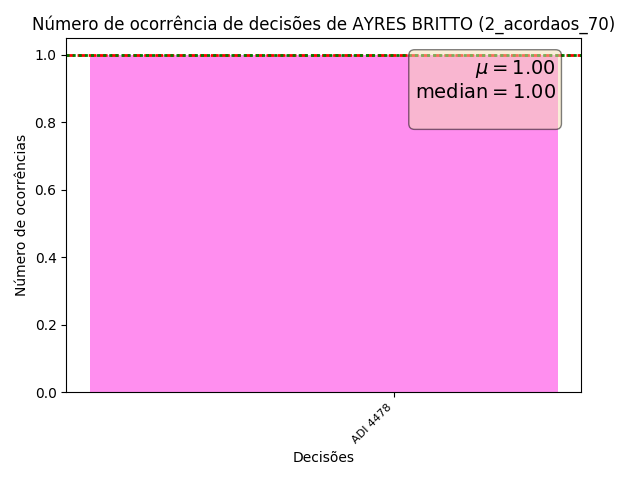 Número de ocorrência de decisões de AYRES BRITTO (2_acordaos_70)
1.0
0.8
0.6
0.4
0.2
0.0
Número de ocorrências
μ = 1.00
median = 1.00
ADI 4478
Decisões